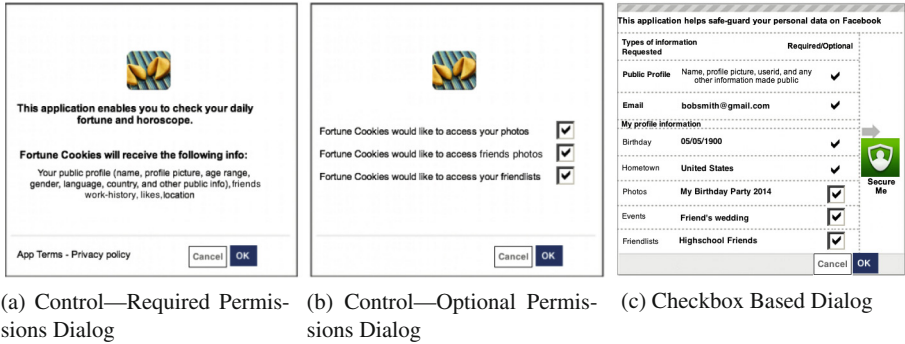 This application enables you to check your daily
fortune and horoscope.
Fortune Cookies will receive the following info:
Your public profile (name, profile picture, age range,
gender, language, country, and other public info), friends
work-history, likes,location
App Terms - Privacy policy
Cancel OK
(a) Control—Required Permis-
sions Dialog
Fortune Cookies would like to access your photos
Fortune Cookies would like to access friends photos
Fortune Cookies would like to access your friendlists
Cancel OK
(b) Control—Optional Permis-
sions Dialog
This application helps safe-guard your personal data on Facebook
Types of information
Requested
Required/Optional
Public Profile
Name, profile picture, userid, and any
other information made public
Email bobsmith@gmail.com
My profile information
Birthday 05/05/1900
Hometown United States
Photos My Birthday Party 2014
Events Friend's wedding
Friendlists Highschool Friends
Secure
Me
Cancel OK
(c) Checkbox Based Dialog